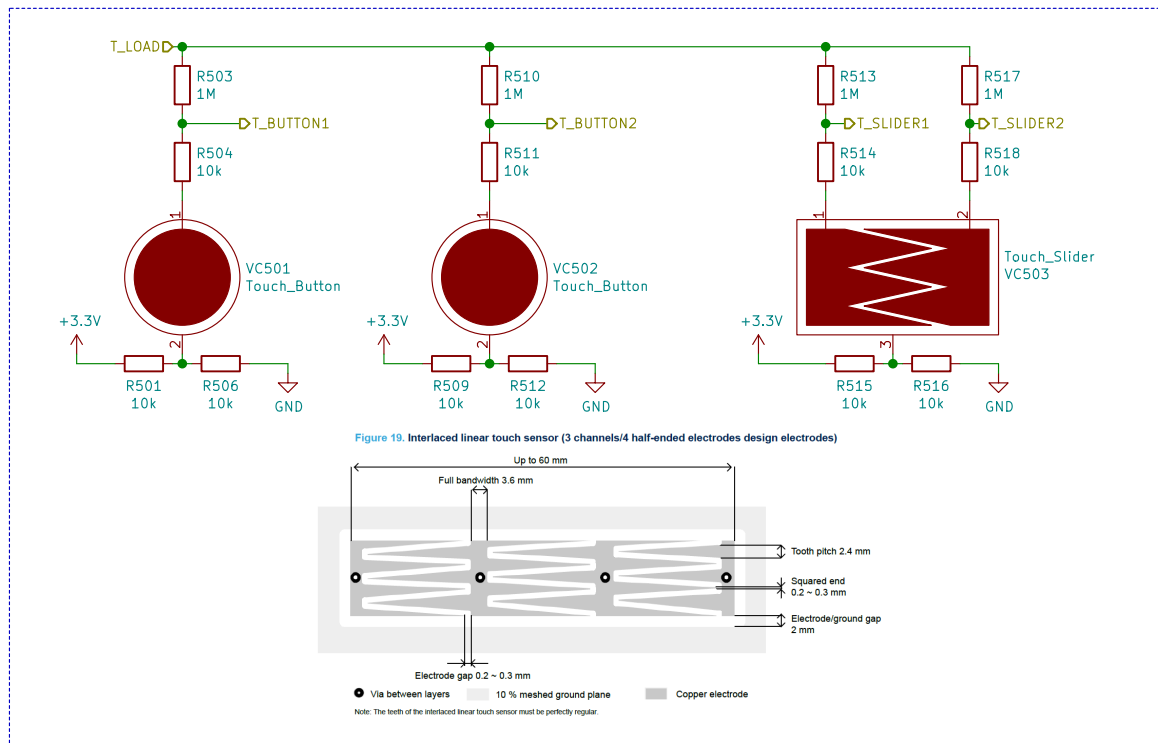 T_LOAD
R503
1M
R510
1M
R513
1M
R517
1M
T_BUTTON1
T_BUTTON2
T_SLIDER1
T_SLIDER2
R504
10k
R511
10k
R514
10k
R518
10k
1
1
1
2
VC501
Touch_Button
VC502
Touch_Button
Touch_Slider
VC503
+3.3V
+3.3V
+3.3V
2
2
3
R501
10k
R506
10k
GND
R509
10k
R512
10k
GND
R515
10k
R516
10k
GND
Figure 19. Interlaced linear touch sensor (3 channels/4 half-ended electrodes design electrodes)
Up to 60 mm
Full bandwidth 3.6 mm
Tooth pitch 2.4 mm
Squared end
0.2 ~ 0.3 mm
Electrode/ground gap
2 mm
Electrode gap 0.2 ~ 0.3 mm
Via between layers
10 % meshed ground plane
Copper electrode
Note: The teeth of the interlaced linear touch sensor must be perfectly regular.